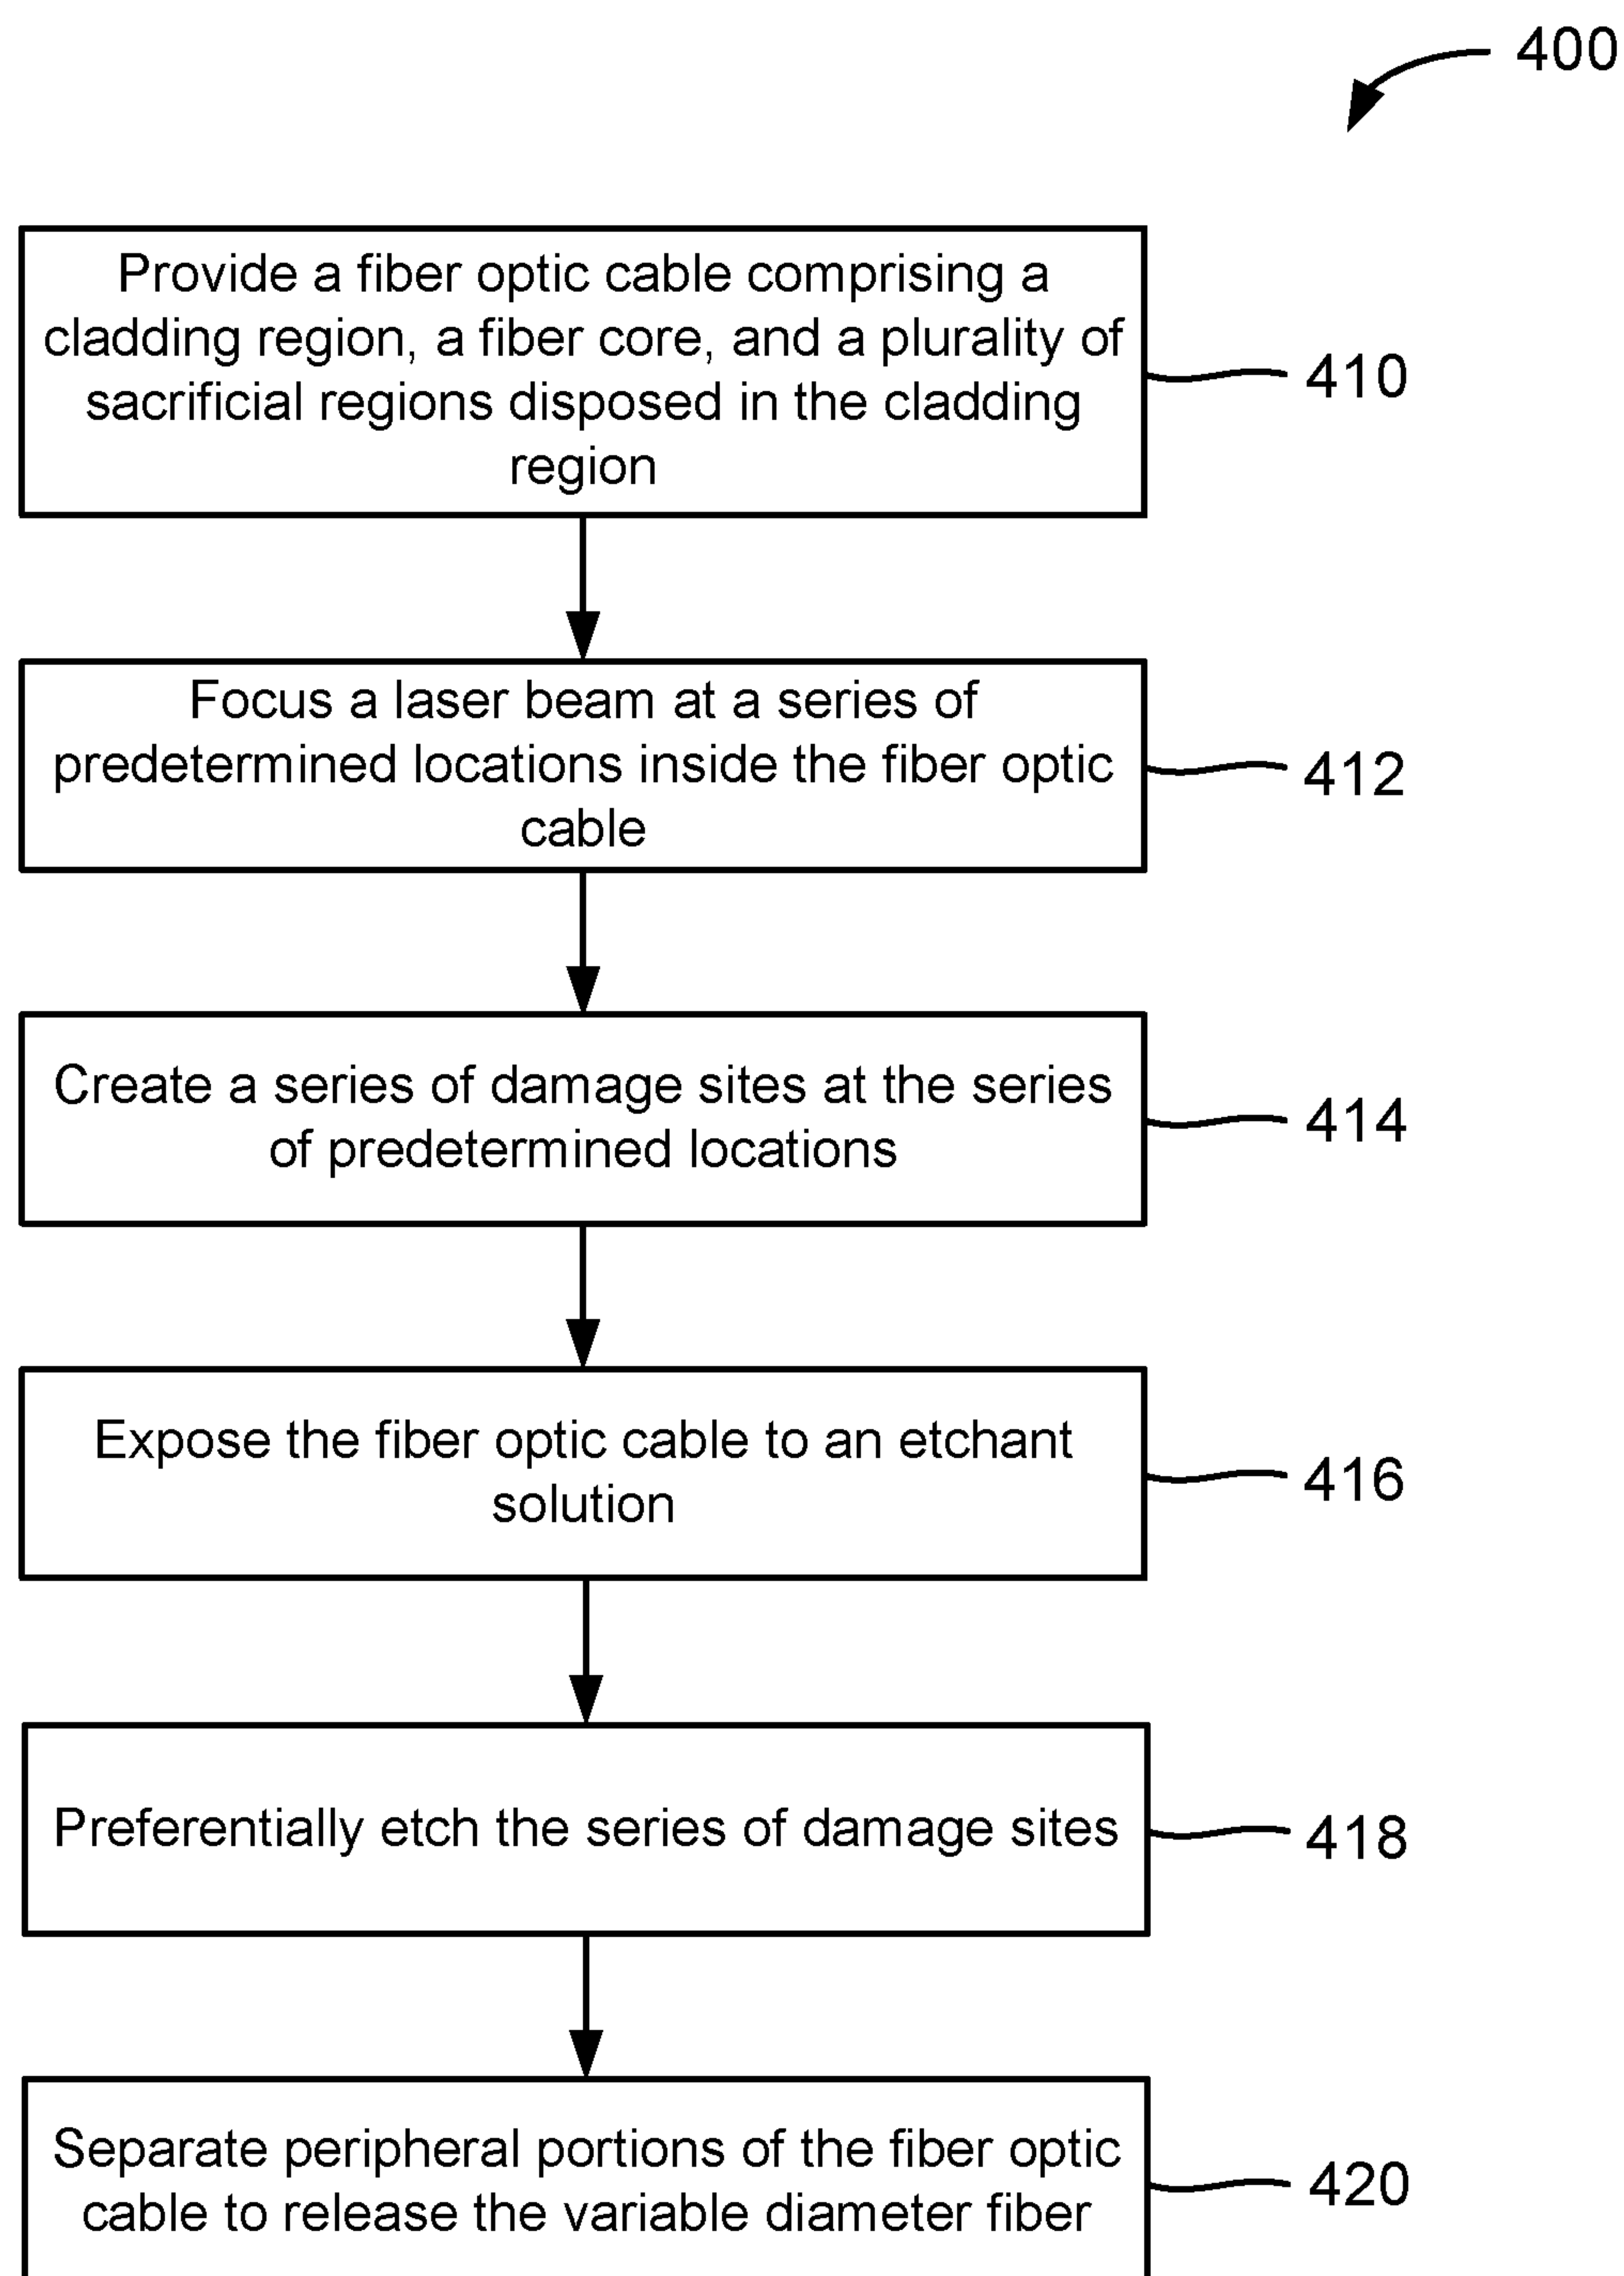 400
Provide a fiber optic cable comprising a
cladding region, a fiber core, and a plurality of
sacrificial regions disposed in the cladding
region
410
Focus a laser beam at a series of
predetermined locations inside the fiber optic
cable
412
Create a series of damage sites at the series
of predetermined locations
414
Expose the fiber optic cable to an etchant
solution
416
Preferentially etch the series of damage sites
418
Separate peripheral portions of the fiber optic
cable to release the variable diameter fiber
420